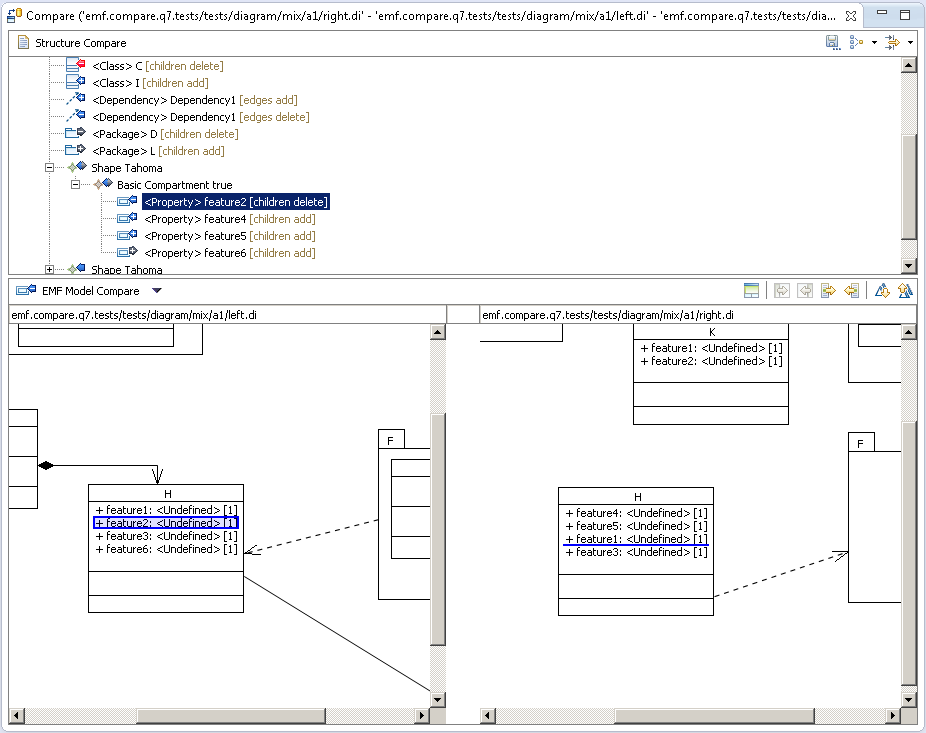 Compare ('emf.compare.q7.tests/tests/diagram/mix/a1/right.di' - 'emf.compare.q7.tests/tests/diagram/mix/a1/left.di' - 'emf.compare.q7.tests/tests/dia...
Structure Compare
<Class> C [children delete]
<Class> I [children add]
<Dependency> Dependency1 [edges add]
<Dependency> Dependency1 [edges delete]
<Package> D [children delete]
<Package> L [children add]
Shape Tahoma
Basic Compartment true
<Property> feature2 [children delete]
<Property> feature4 [children add]
<Property> feature5 [children add]
<Property> feature6 [children add]
Shape Tahoma
EMF Model Compare
emf.compare.q7.tests/tests/diagram/mix/a1/left.di
F
H
+ feature1: <Undefined> [1]
+ feature2: <Undefined> [1]
+ feature3: <Undefined> [1]
+ feature6: <Undefined> [1]
emf.compare.q7.tests/tests/diagram/mix/a1/right.di
K
+ feature1: <Undefined> [1]
+ feature2: <Undefined> [1]
F
H
+ feature4: <Undefined> [1]
+ feature5: <Undefined> [1]
+ feature1: <Undefined> [1]
+ feature3: <Undefined> [1]